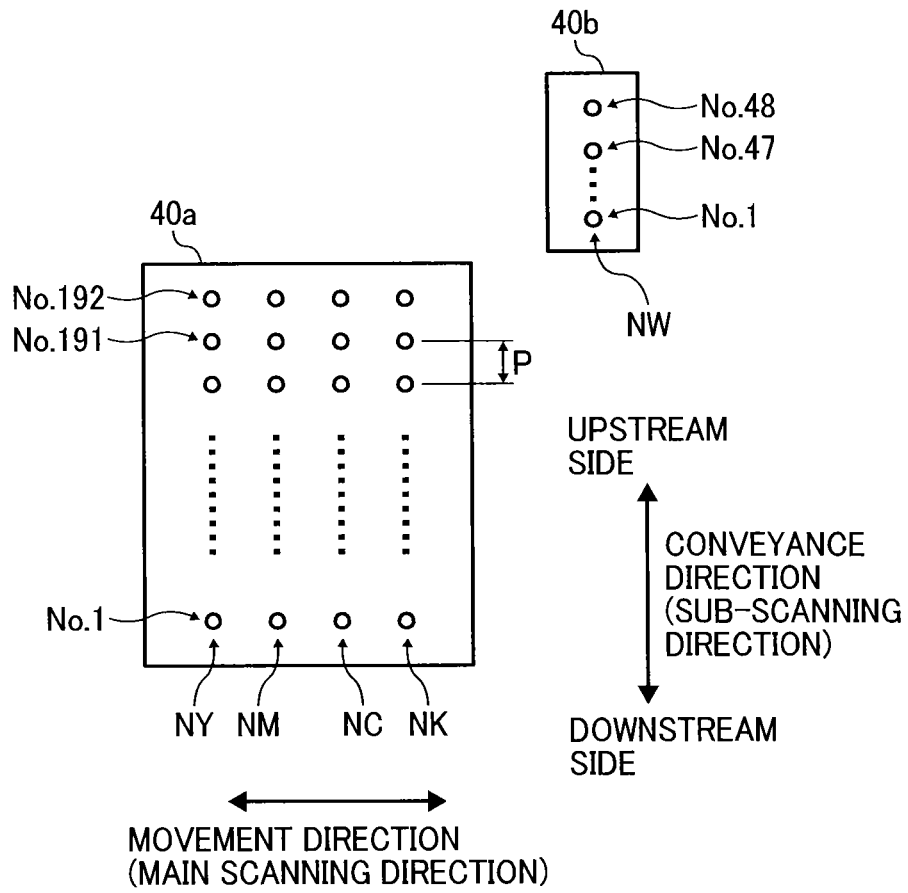 40b
No.48
No.47
No.1
NW
40a
No.192
No.191
P
No.1
NY NM NC NK
UPSTREAM
SIDE
CONVEYANCE
DIRECTION
(SUB-SCANNING
DIRECTION)
DOWNSTREAM
SIDE
MOVEMENT DIRECTION
(MAIN SCANNING DIRECTION)